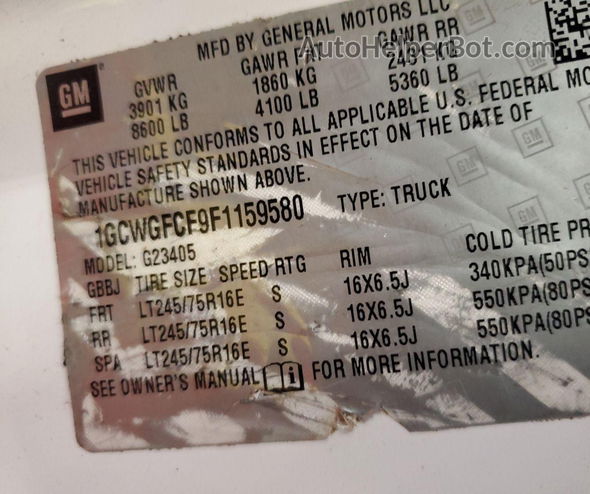 MFD BY GENERAL MOTORS LLC
AutoHelperBot.com
GM
GVWR GAWR FRT GAWR RR
3901 KG 1860 KG 2431 KG
8600 LB 4100 LB 5360 LB
THIS VEHICLE CONFORMS TO ALL APPLICABLE U.S. FEDERAL MO
VEHICLE SAFETY STANDARDS IN EFFECT ON THE DATE OF
MANUFACTURE SHOWN ABOVE.
1GCWGFCF9F1159580 TYPE: TRUCK
MODEL: G23405
GBBJ TIRE SIZE SPEED RTG RIM COLD TIRE PR
FRT LT245/75R16E S 16X6.5J 340KPA(50PS
RR LT245/75R16E S 16X6.5J 550KPA(80PS
SPA LT245/75R16E S 16X6.5J 550KPA(80PS
SEE OWNER'S MANUAL FOR MORE INFORMATION.